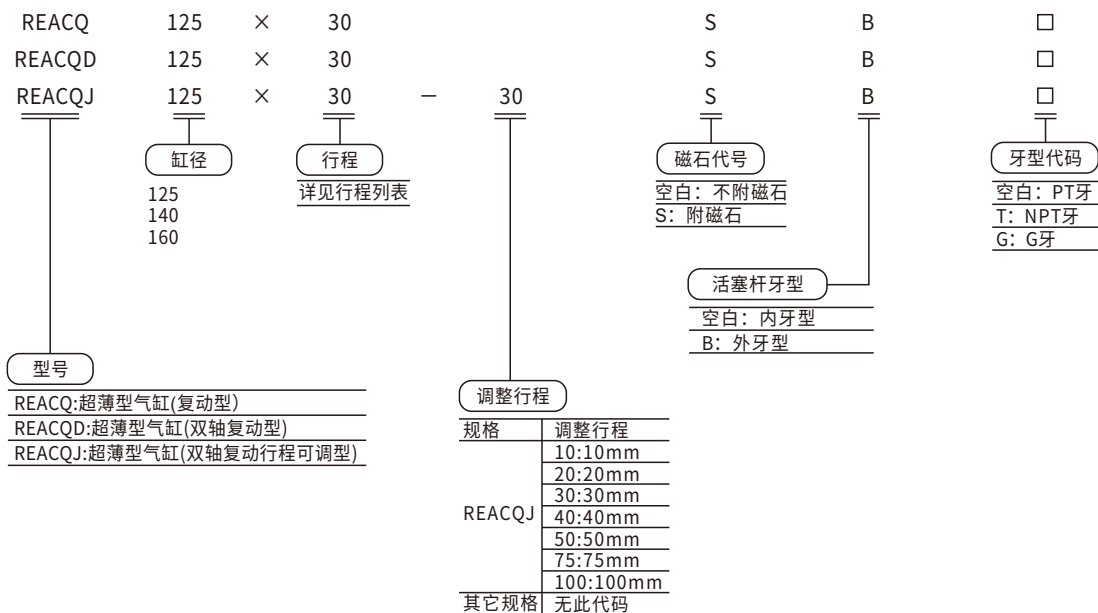 REACQ 125 × 30 S B □
REACQD 125 × 30 S B □
REACQJ 125 × 30 － 30 S B □
缸径
125
140
160
行程
详见行程列表
磁石代号
空白：不附磁石
S：附磁石
牙型代码
空白：PT牙
T：NPT牙
G：G牙
活塞杆牙型
空白：内牙型
B：外牙型
型号
REACQ:超薄型气缸(复动型）
REACQD:超薄型气缸(双轴复动型)
REACQJ:超薄型气缸(双轴复动行程可调型)
调整行程
规格 调整行程
REACQJ
10:10mm
20:20mm
30:30mm
40:40mm
50:50mm
75:75mm
100:100mm
其它规格 无此代码